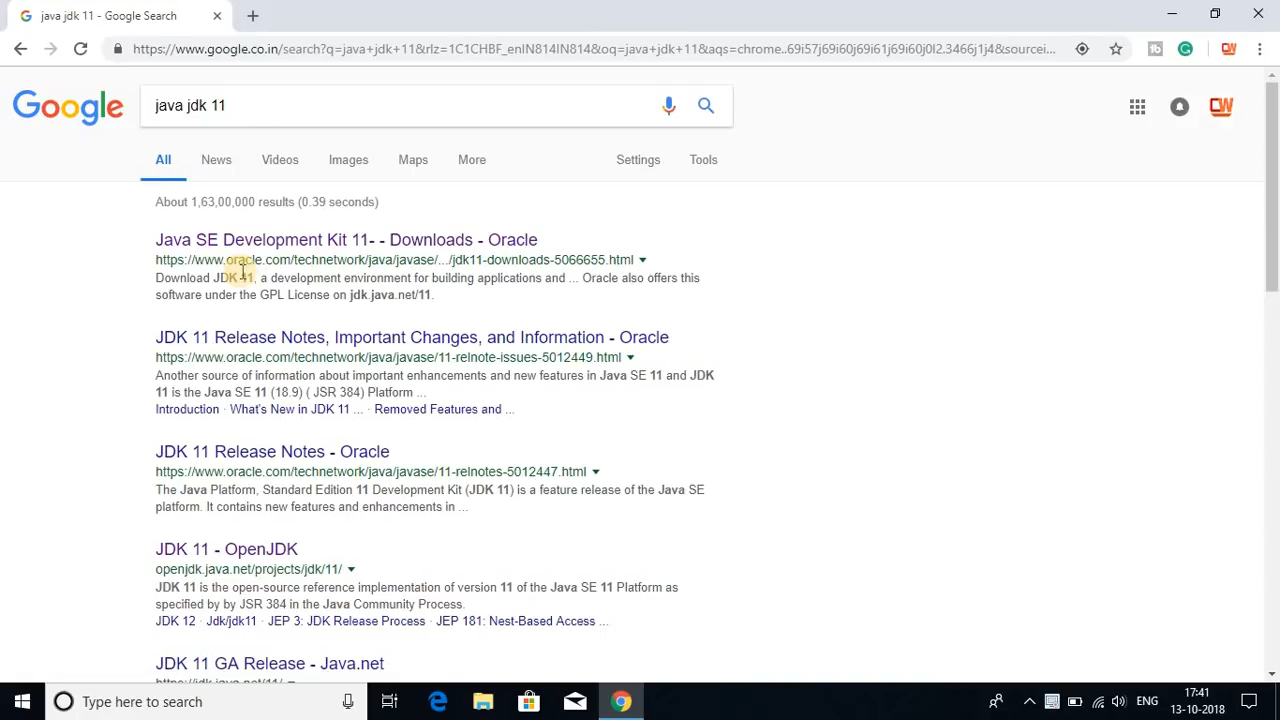 java jdk 11 - Google Search
https://www.google.co.in/search?q=java+jdk+11&rlz=1C1CHBF_enIN814IN814&oq=java+jdk+11&aqs=chrome..69i57j69i60j69i61j69i60j0l2.3466j1j4&sourcei...
Google
java jdk 11
All News Videos Images Maps More Settings Tools
About 1,63,00,000 results (0.39 seconds)
Java SE Development Kit 11- - Downloads - Oracle
https://www.oracle.com/technetwork/java/javase/.../jdk11-downloads-5066655.html
Download JDK 11, a development environment for building applications and ... Oracle also offers this
software under the GPL License on jdk.java.net/11.
JDK 11 Release Notes, Important Changes, and Information - Oracle
https://www.oracle.com/technetwork/java/javase/11-relnote-issues-5012449.html
Another source of information about important enhancements and new features in Java SE 11 and JDK
11 is the Java SE 11 (18.9) ( JSR 384) Platform ...
Introduction · What's New in JDK 11 ... · Removed Features and ...
JDK 11 Release Notes - Oracle
https://www.oracle.com/technetwork/java/javase/11-relnotes-5012447.html
The Java Platform, Standard Edition 11 Development Kit (JDK 11) is a feature release of the Java SE
platform. It contains new features and enhancements in ...
JDK 11 - OpenJDK
openjdk.java.net/projects/jdk/11/
JDK 11 is the open-source reference implementation of version 11 of the Java SE 11 Platform as
specified by by JSR 384 in the Java Community Process.
JDK 12 · Jdk/jdk11 · JEP 3: JDK Release Process · JEP 181: Nest-Based Access ...
JDK 11 GA Release - Java.net
https://jdk.java.net/11/
Type here to search
ENG
17:41
13-10-2018